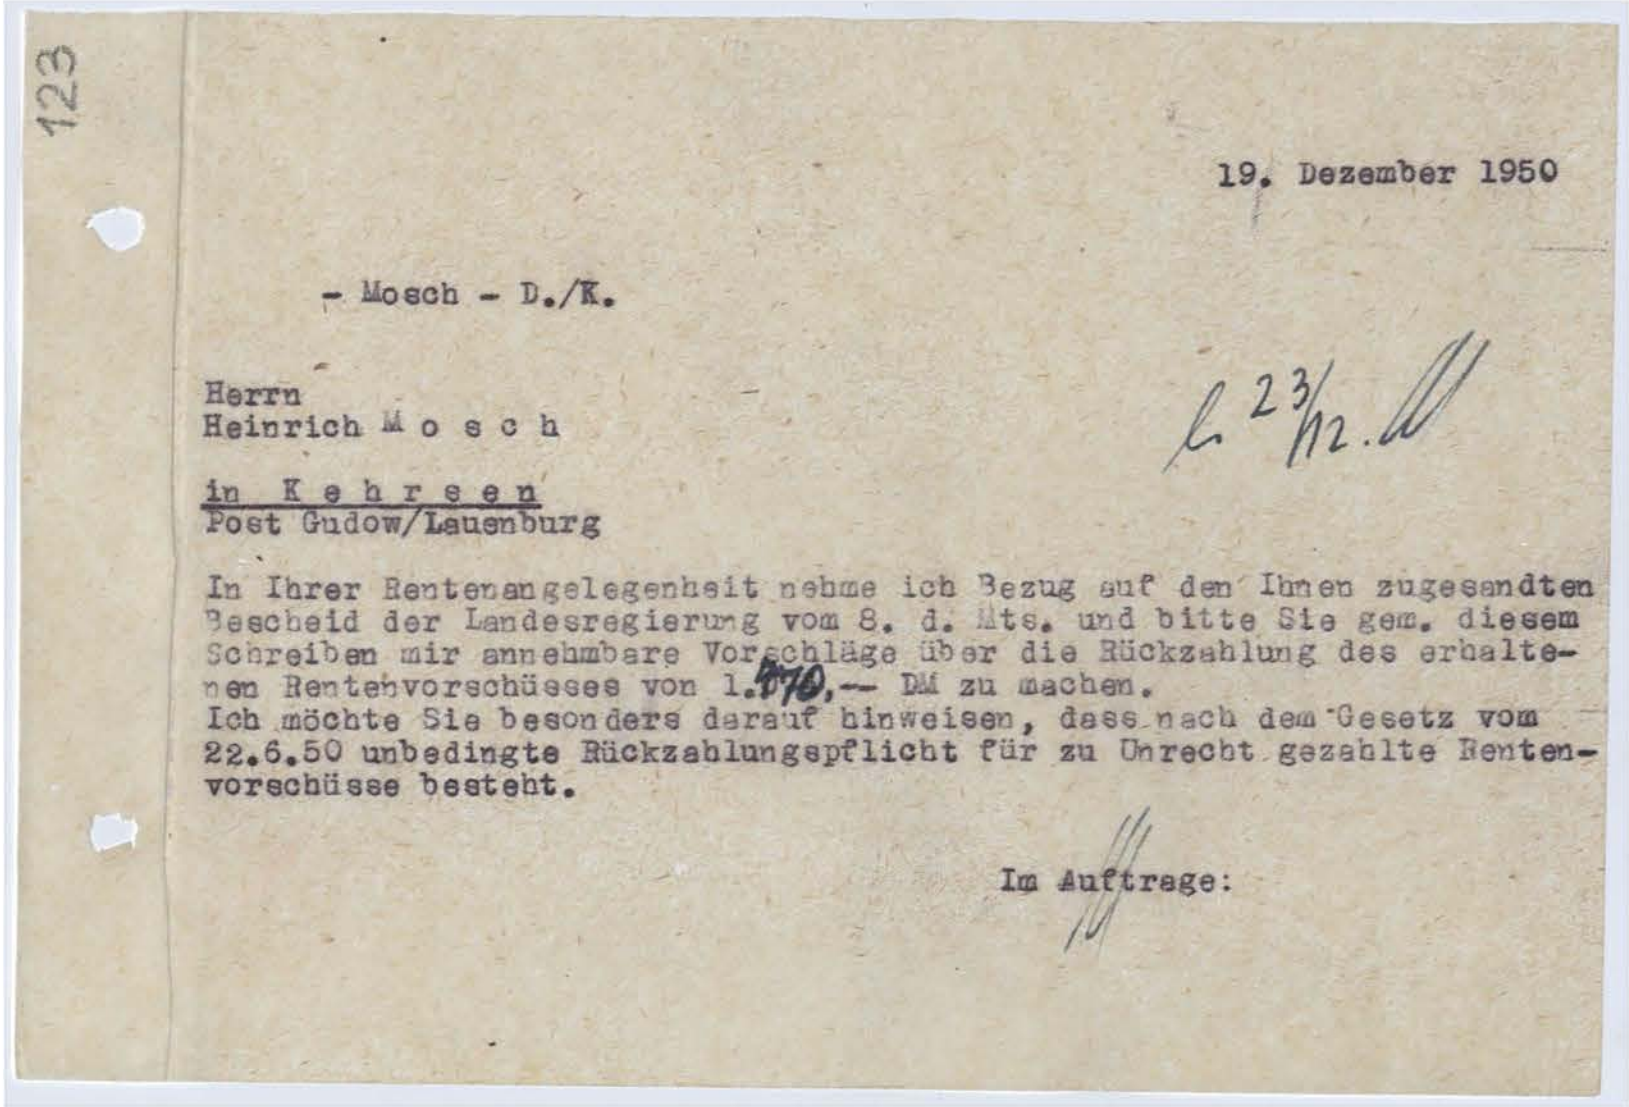 123
19. Dezember 1950
- Mosch - D./K.
Herrn
Heinrich M o s c h
23/12.
in K e h r s e n
Post Gudow/Lauenburg
In Ihrer Rentenangelegenheit nehme ich Bezug auf den Ihnen zugesandten
Bescheid der Landesregierung vom 8. d. Mts. und bitte Sie gem. diesem
Schreiben mir annehmbare Vorschläge über die Rückzahlung des erhalte-
nen Rentenvorschüsses von DM zu machen.
Ich möchte Sie besonders darauf hinweisen, dass nach dem Gesetz vom
22.6.50 unbedingte Rückzahlungspflicht für zu Unrecht gezahlte Renten-
vorschüsse besteht.
Im Auftrage: